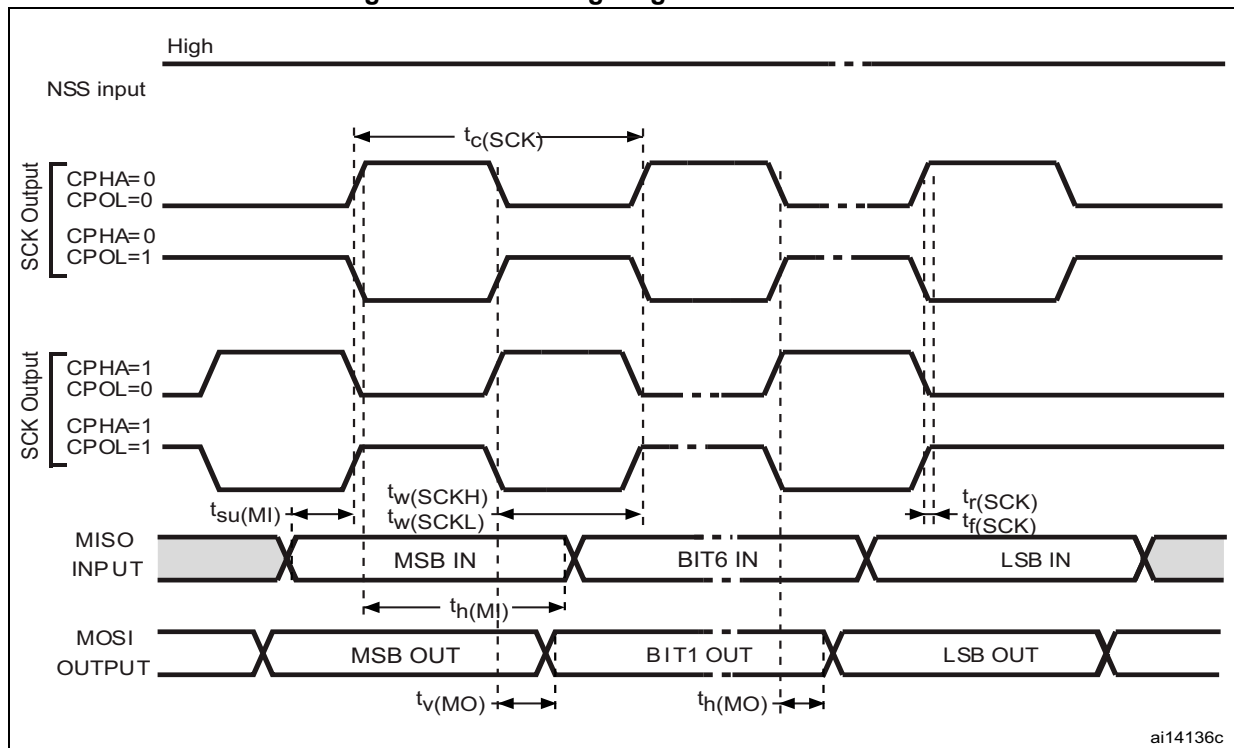 High
NSS input
tc(SCK)
SCK Output
CPHA=0
CPOL=0
CPHA=0
CPOL=1
SCK Output
CPHA=1
CPOL=0
CPHA=1
CPOL=1
tsu(MI)
tw(SCKH)
tw(SCKL)
tr(SCK)
tf(SCK)
MISO
INPUT
MSB IN
BIT6 IN
LSB IN
th(MI)
MOSI
OUTPUT
MSB OUT
BIT1 OUT
LSB OUT
tv(MO)
th(MO)
ai14136c